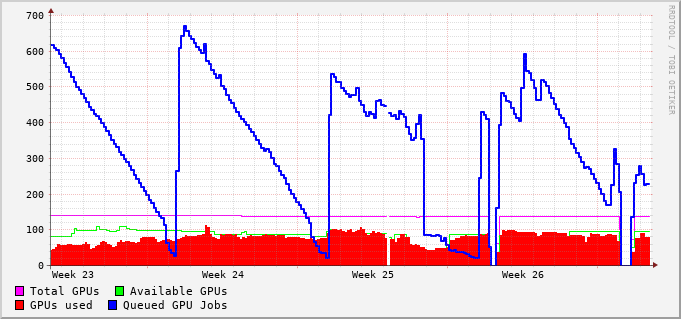 700
600
500
400
300
200
100
0
Week 23 Week 24 Week 25 Week 26
Total GPUs Available GPUs
GPUs used Queued GPU Jobs
RRDTOOL / TOBI OETIKER